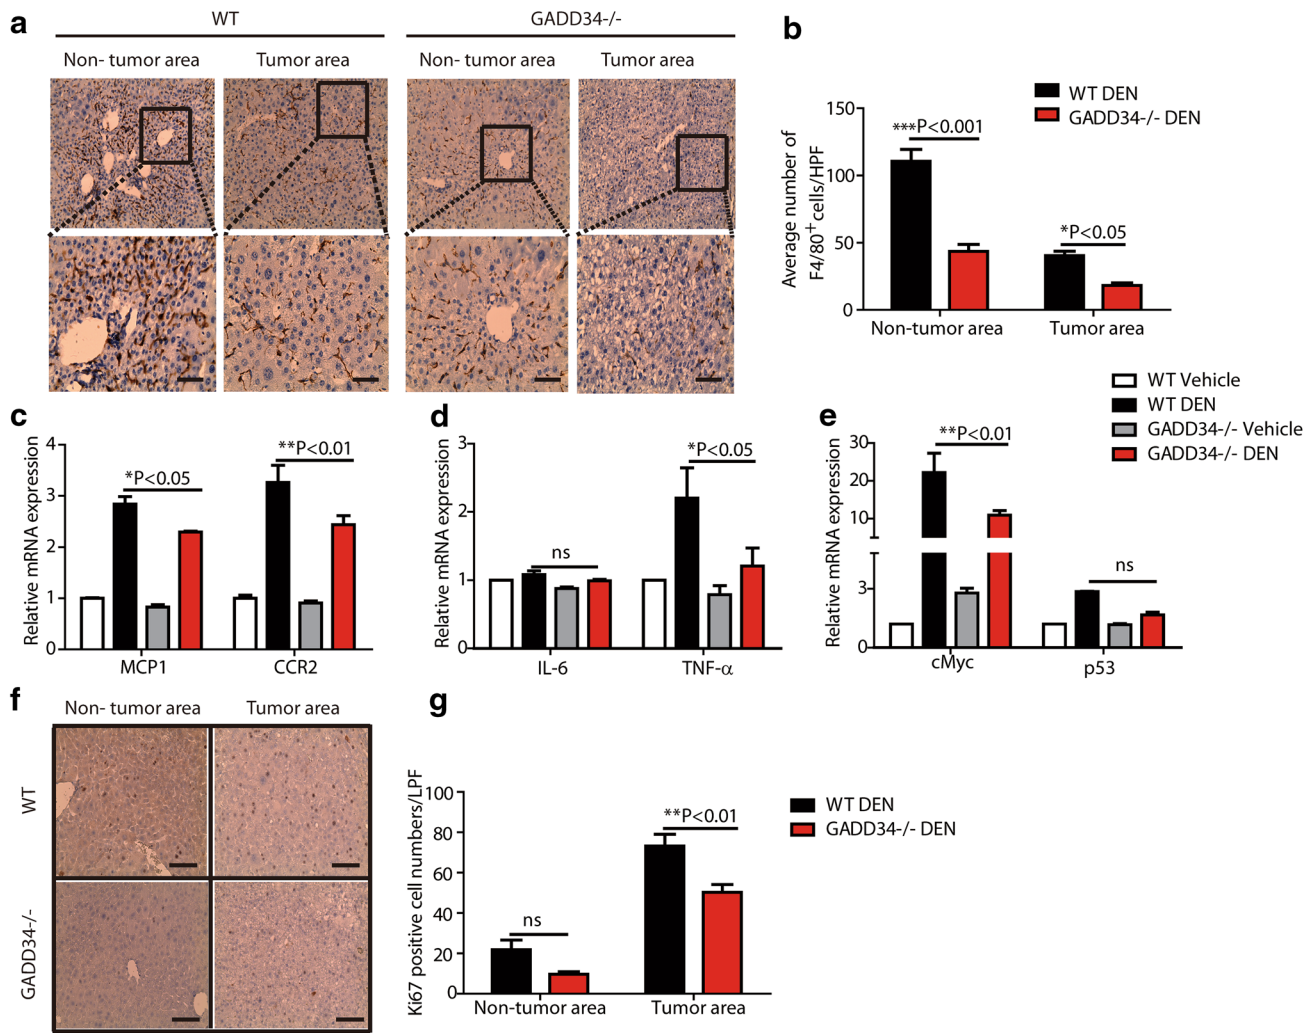 a
WT
GADD34-/-
Non- tumor area
Tumor area
Non- tumor area
Tumor area
b
WT DEN
GADD34-/- DEN
Average number of
F4/80+ cells/HPF
150
100
50
0
***P<0.001
*P<0.05
Non-tumor area
Tumor area
WT Vehicle
WT DEN
GADD34-/- Vehicle
GADD34-/- DEN
c
Relative mRNA expression
4
3
2
1
0
*P<0.05
**P<0.01
MCP1
CCR2
d
Relative mRNA expression
3
2
1
0
ns
*P<0.05
IL-6
TNF-α
e
Relative mRNA expression
30
20
10
3
0
**P<0.01
ns
cMyc
p53
f
Non- tumor area
Tumor area
WT
GADD34-/-
g
Ki67 positive cell numbers/LPF
100
80
60
40
20
0
ns
**P<0.01
Non-tumor area
Tumor area
WT DEN
GADD34-/- DEN